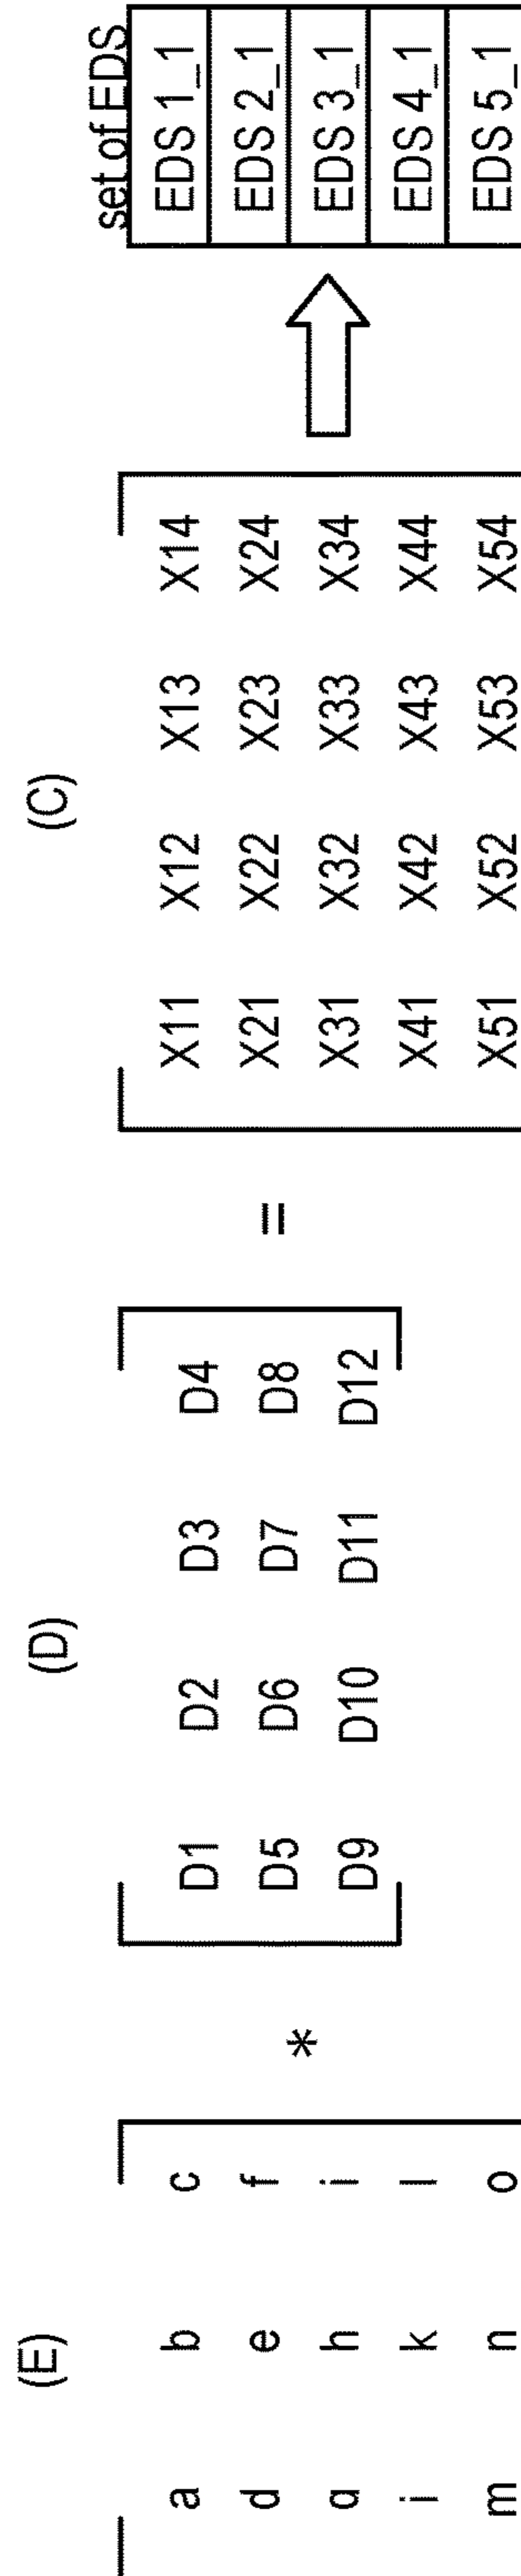 (E) (D) (C) set of EDS
a b c D1 D2 D3 D4 X11 X12 X13 X14 EDS 1_1
d e f * D5 D6 D7 D8 = X21 X22 X23 X24 EDS 2_1
g h i D9 D10 D11 D12 X31 X32 X33 X34 EDS 3_1
j k l X41 X42 X43 X44 EDS 4_1
m n o X51 X52 X53 X54 EDS 5_1